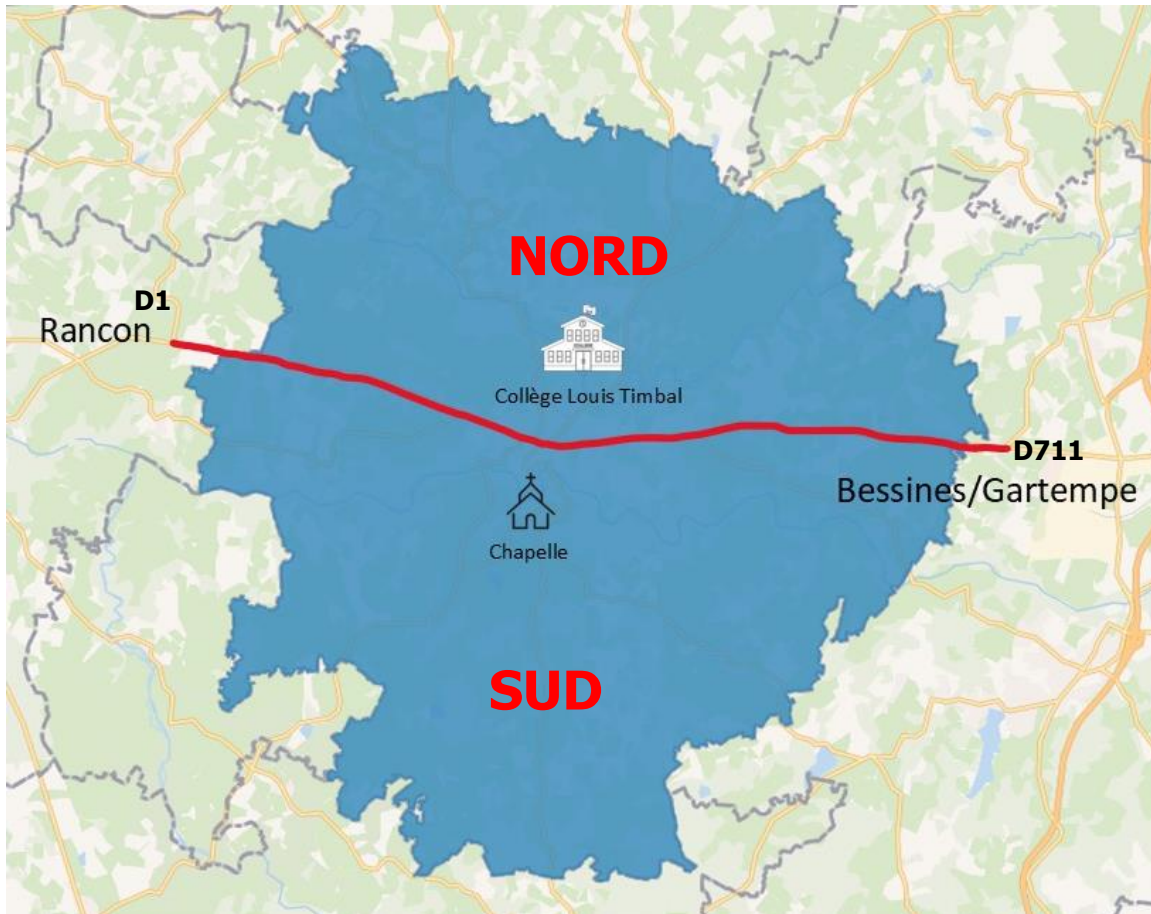 NORD
D1
Rancon
Collège Louis Timbal
D711
Bessines/Gartempe
Chapelle
SUD